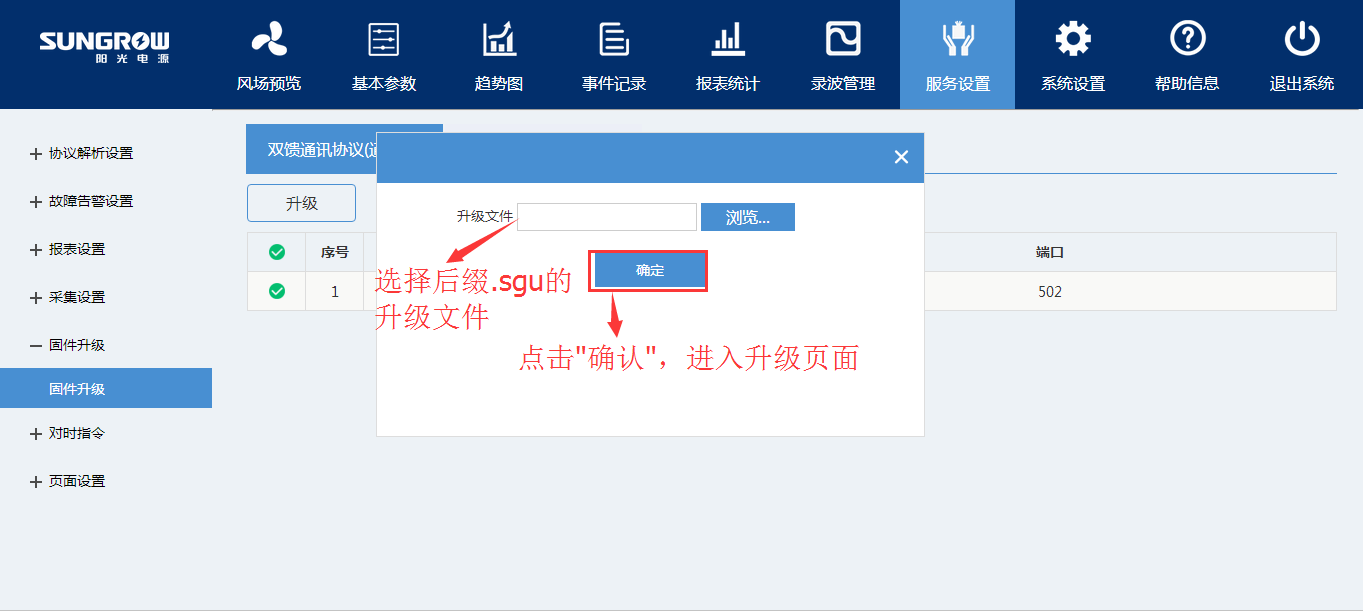 SUNGROW
阳光电源
风场预览
基本参数
趋势图
事件记录
报表统计
录波管理
服务设置
系统设置
帮助信息
退出系统
协议解析设置
故障告警设置
报表设置
采集设置
固件升级
固件升级
对时指令
页面设置
双馈通讯协议(
升级
序号
端口
1
502
升级文件
浏览...
确定
选择后缀.sgu的
升级文件
点击"确认"，进入升级页面